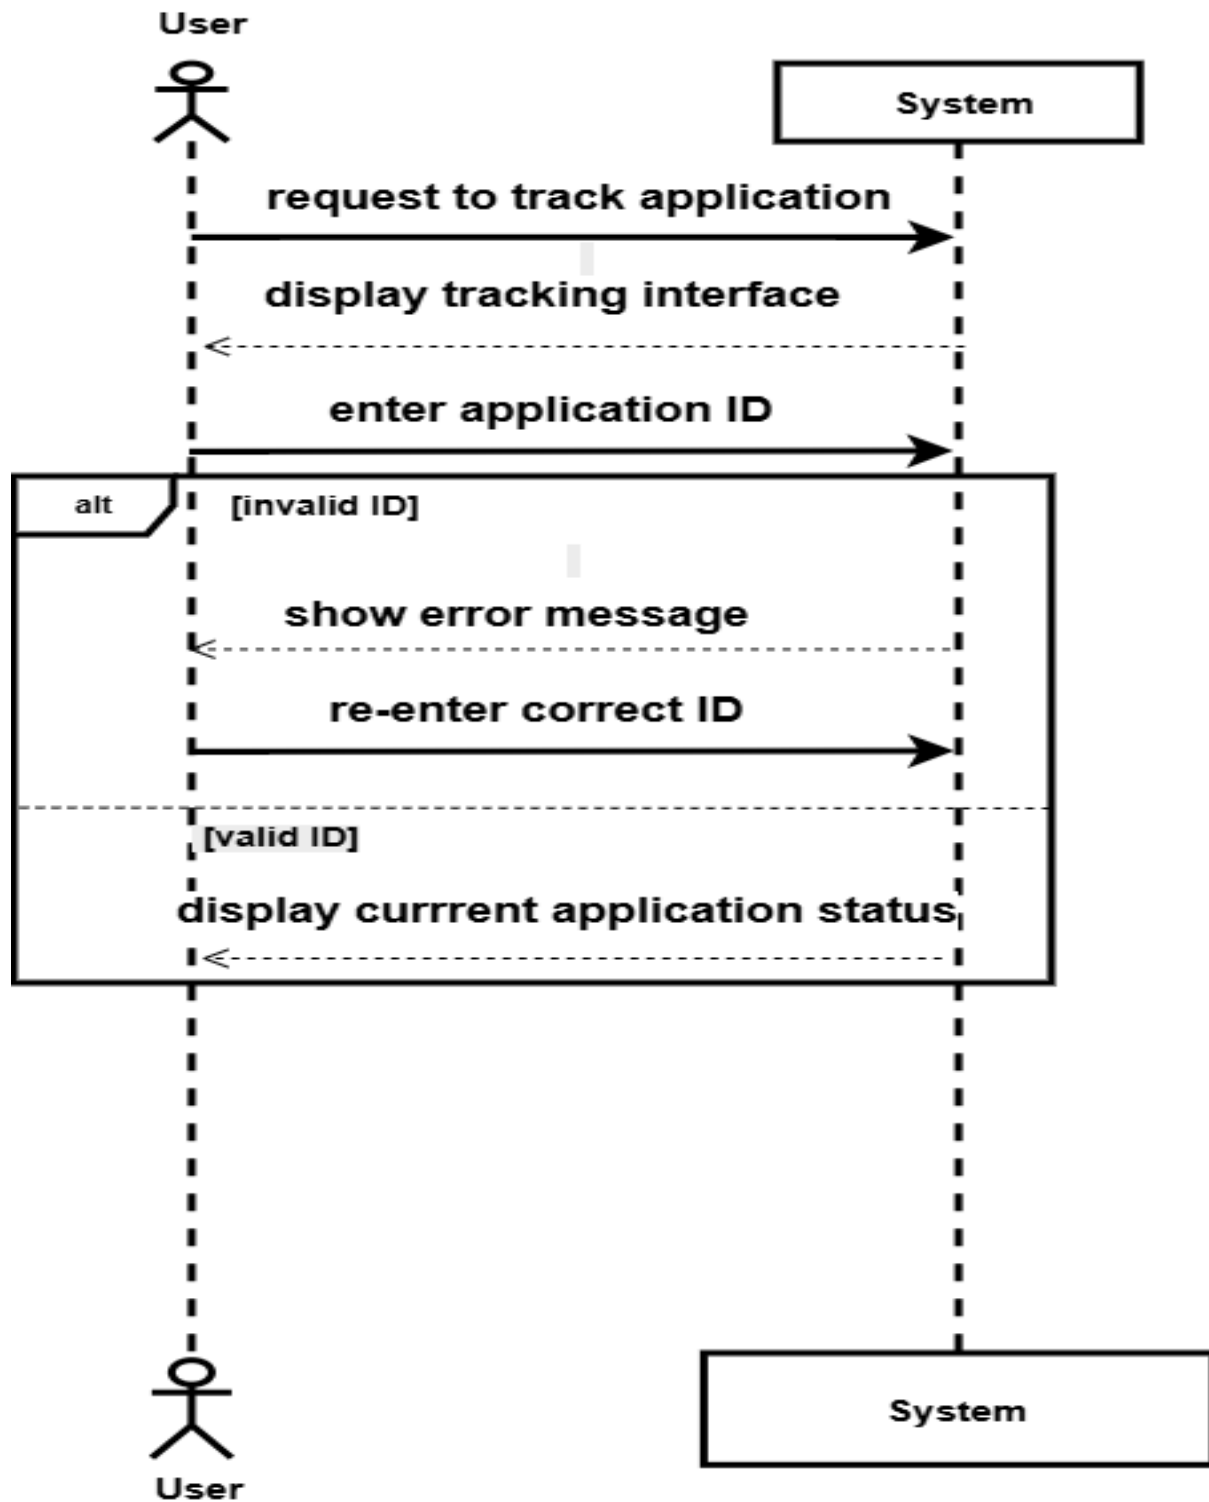 User
System
request to track application
display tracking interface
enter application ID
alt
[invalid ID]
show error message
re-enter correct ID
[valid ID]
display currrent application status
System
User